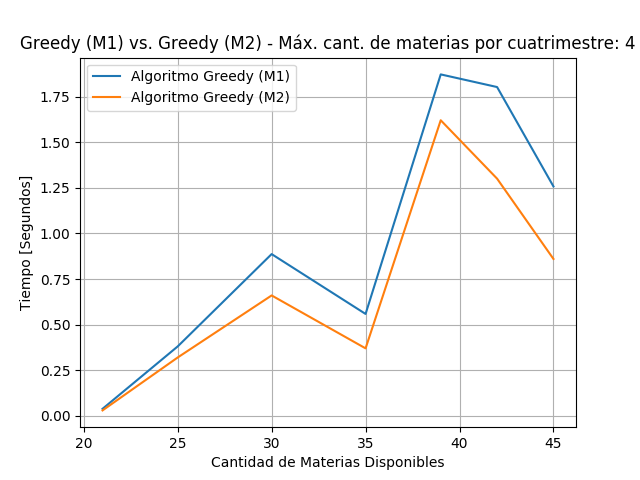 Greedy (M1) vs. Greedy (M2) - Máx. cant. de materias por cuatrimestre: 4
Algoritmo Greedy (M1)
Algoritmo Greedy (M2)
1.75
1.50
1.25
1.00
0.75
0.50
0.25
0.00
Tiempo [Segundos]
20 25 30 35 40 45
Cantidad de Materias Disponibles